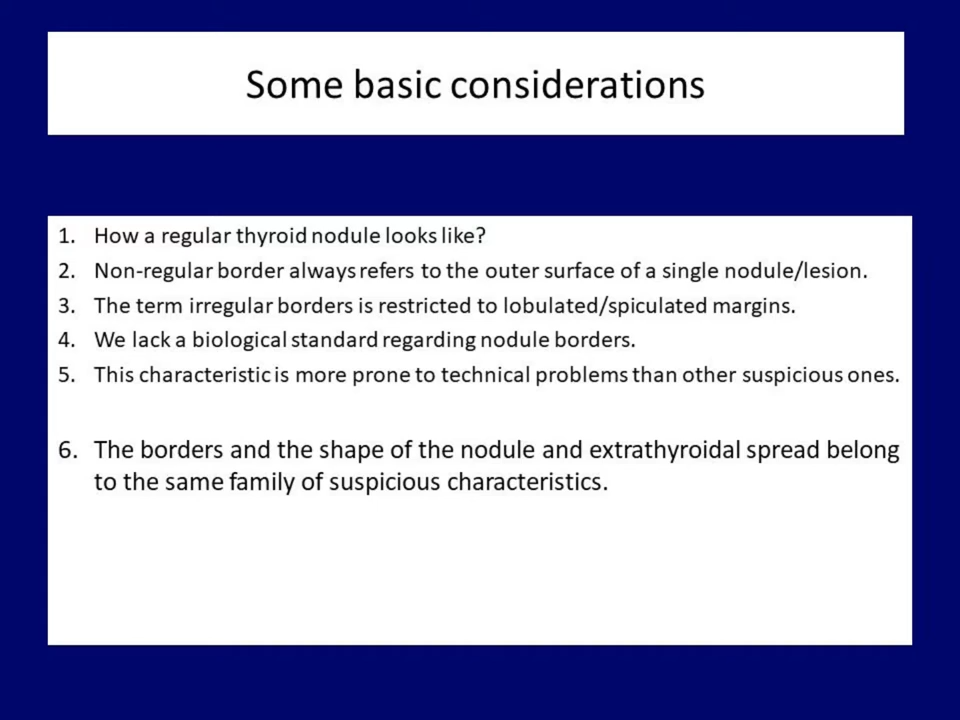 Some basic considerations
1. How a regular thyroid nodule looks like?
2. Non-regular border always refers to the outer surface of a single nodule/lesion.
3. The term irregular borders is restricted to lobulated/spiculated margins.
4. We lack a biological standard regarding nodule borders.
5. This characteristic is more prone to technical problems than other suspicious ones.
6. The borders and the shape of the nodule and extrathyroidal spread belong
to the same family of suspicious characteristics.